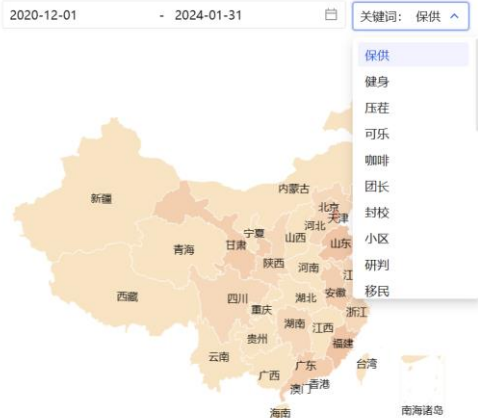 2020-12-01 - 2024-01-31 关键词： 保供
保供
健身
压茬
可乐
咖啡
团长
封校
小区
研判
移民
新疆
内蒙古
北京
天津
河北
宁夏
山西
山东
青海
甘肃
陕西
河南
江
西藏
四川
重庆
湖北
安徽
浙江
湖南
江西
贵州
福建
云南
广西
广东
台湾
香港
澳门
海南
南海诸岛